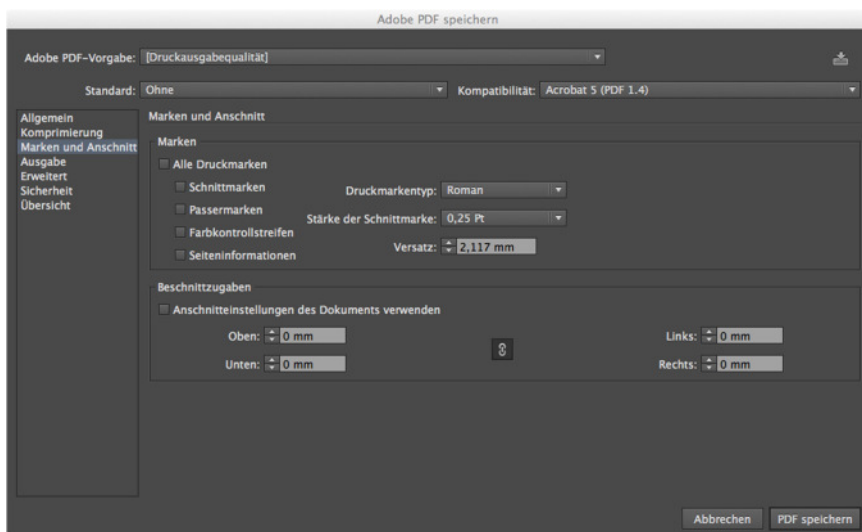 Adobe PDF speichern
Adobe PDF-Vorgabe: [Druckausgabequalität]
Standard: Ohne Kompatibilität: Acrobat 5 (PDF 1.4)
Allgemein
Komprimierung
Marken und Anschnitt
Ausgabe
Erweitert
Sicherheit
Übersicht
Marken und Anschnitt
Marken
Alle Druckmarken
Schnittmarken Druckmarkentyp: Roman
Passermarken Stärke der Schnittmarke: 0,25 Pt
Farbkontrollstreifen
Versatz: 2,117 mm
Seiteninformationen
Beschnittzugaben
Anschnitteinstellungen des Dokuments verwenden
Oben: 0 mm Links: 0 mm
Unten: 0 mm Rechts: 0 mm
Abbrechen PDF speichern